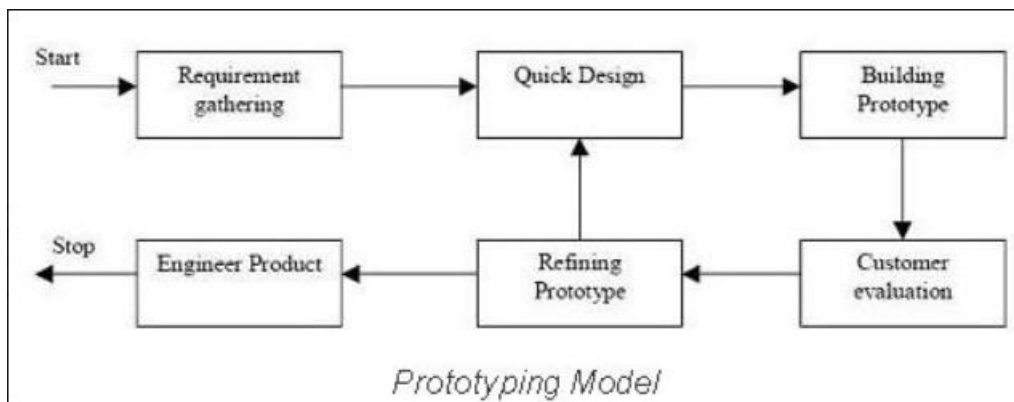 Start
Requirement
gathering
Quick Design
Building
Prototype
Stop
Engineer Product
Refining
Prototype
Customer
evaluation
Prototyping Model